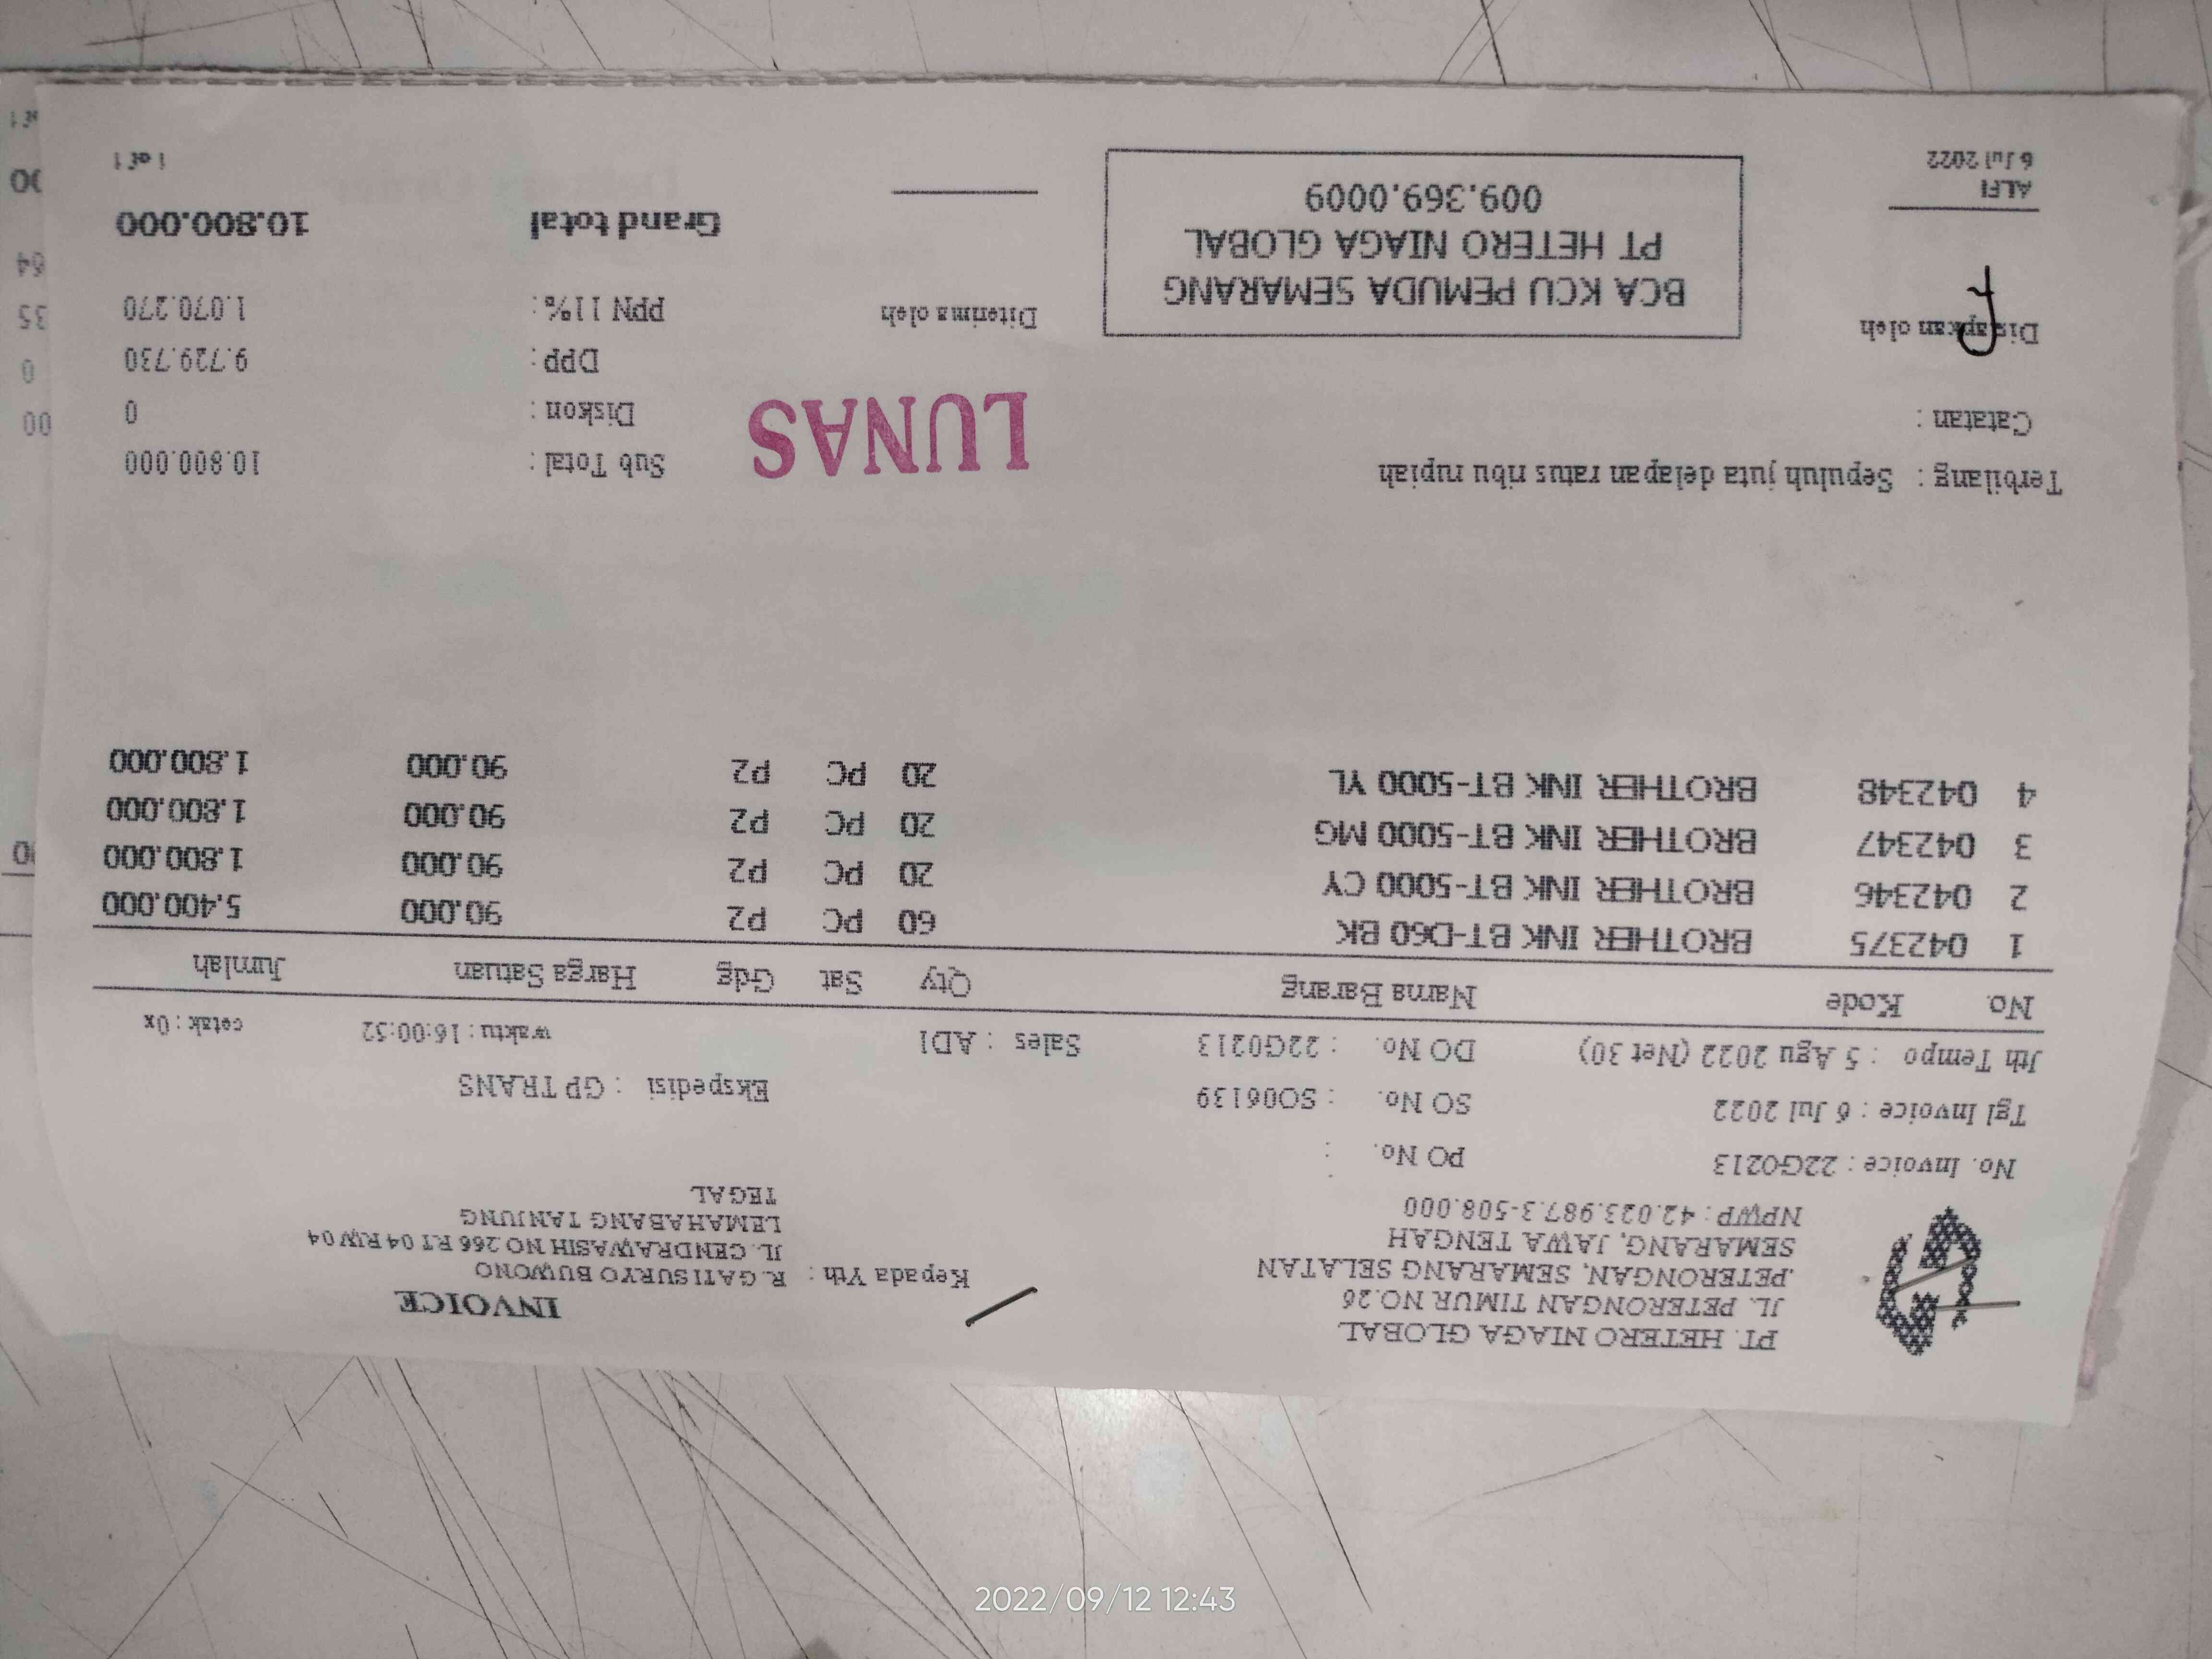 PT. HETERO NIAGA GLOBAL
JL. PETERONGAN TIMUR NO.26
PETERONGAN, SEMARANG SELATAN
SEMARANG, JAWA TENGAH
NPWP : 42.023.987.3-508.000
INVOICE
Kepada Yth : R. GATI SURYO BUWONO
JL. CENDRAWASIH NO.266 RT 04 RW 04
LEMAHABANG TANJUNG
TEGAL
No. Invoice : 22G0213 PO No. :
Tgl Invoice : 6 Jul 2022 SO No. : SO06139 Ekspedisi : GP TRANS
Jth Tempo : 5 Agu 2022 (Net 30) DO No. : 22G0213 Sales : ADI waktu : 16:00:52 cetak : 0x
No. Kode Nama Barang Qty Sat Gdg Harga Satuan Jumlah
1 042375 BROTHER INK BT-D60 BK 60 PC P2 90.000 5.400.000
2 042346 BROTHER INK BT-5000 CY 20 PC P2 90.000 1.800.000
3 042347 BROTHER INK BT-5000 MG 20 PC P2 90.000 1.800.000
4 042348 BROTHER INK BT-5000 YL 20 PC P2 90.000 1.800.000
Terbilang : Sepuluh juta delapan ratus ribu rupiah
Catatan :
LUNAS
Sub Total : 10.800.000
Diskon : 0
DPP : 9.729.730
PPN 11% : 1.070.270
Grand total 10.800.000
Disiapkan oleh
ALFI
6 Jul 2022
BCA KCU PEMUDA SEMARANG
PT HETERO NIAGA GLOBAL
009.369.0009
Diterima oleh
1 of 1
00
0
35
64
2022/09/12 12:43